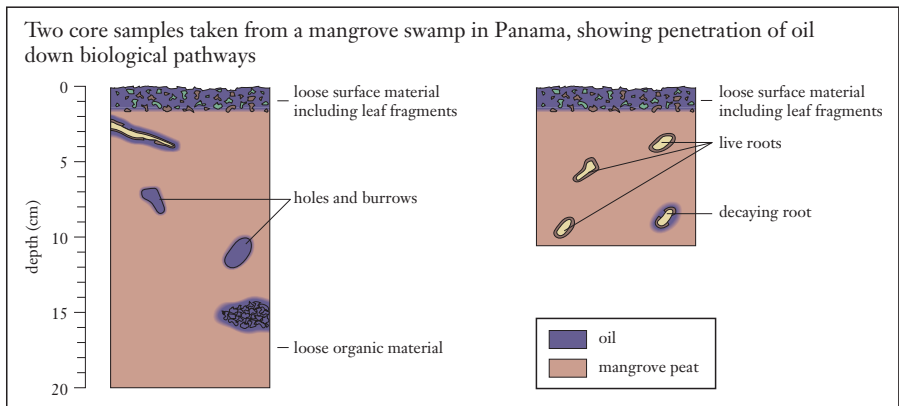 Two core samples taken from a mangrove swamp in Panama, showing penetration of oil
down biological pathways
0
5
10
15
20
depth (cm)
loose surface material
including leaf fragments
holes and burrows
loose organic material
loose surface material
including leaf fragments
live roots
decaying root
oil
mangrove peat